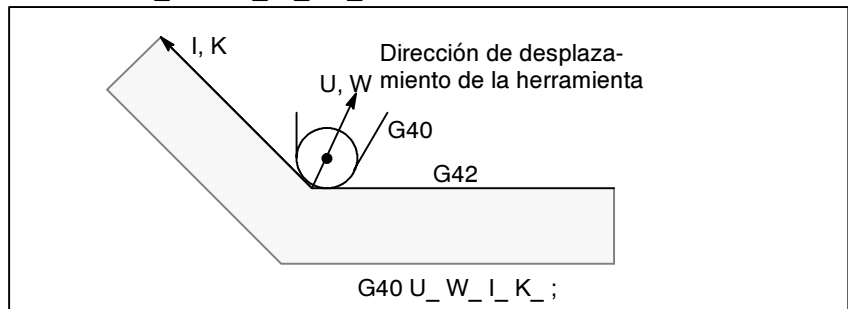 I, K
Dirección de desplaza-
U, W miento de la herramienta
G40
G42
G40 U_ W_ I_ K_ ;